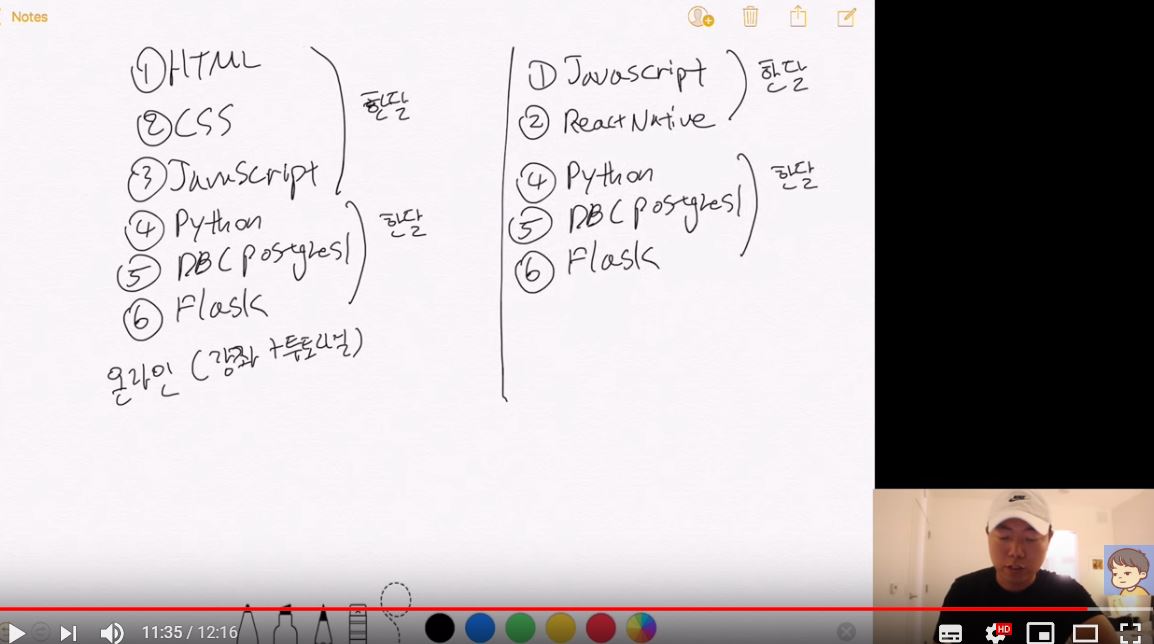 Notes
① HTML
② CSS
③ JavaScript
한달
④ Python
⑤ DB(postgresl
⑥ Flask
한달
온라인 (강좌 +튜토리얼)
① Javascript
② ReactNative
한달
④ Python
⑤ DB(postgresl
⑥ Flask
한달
11:35 / 12:16
HD